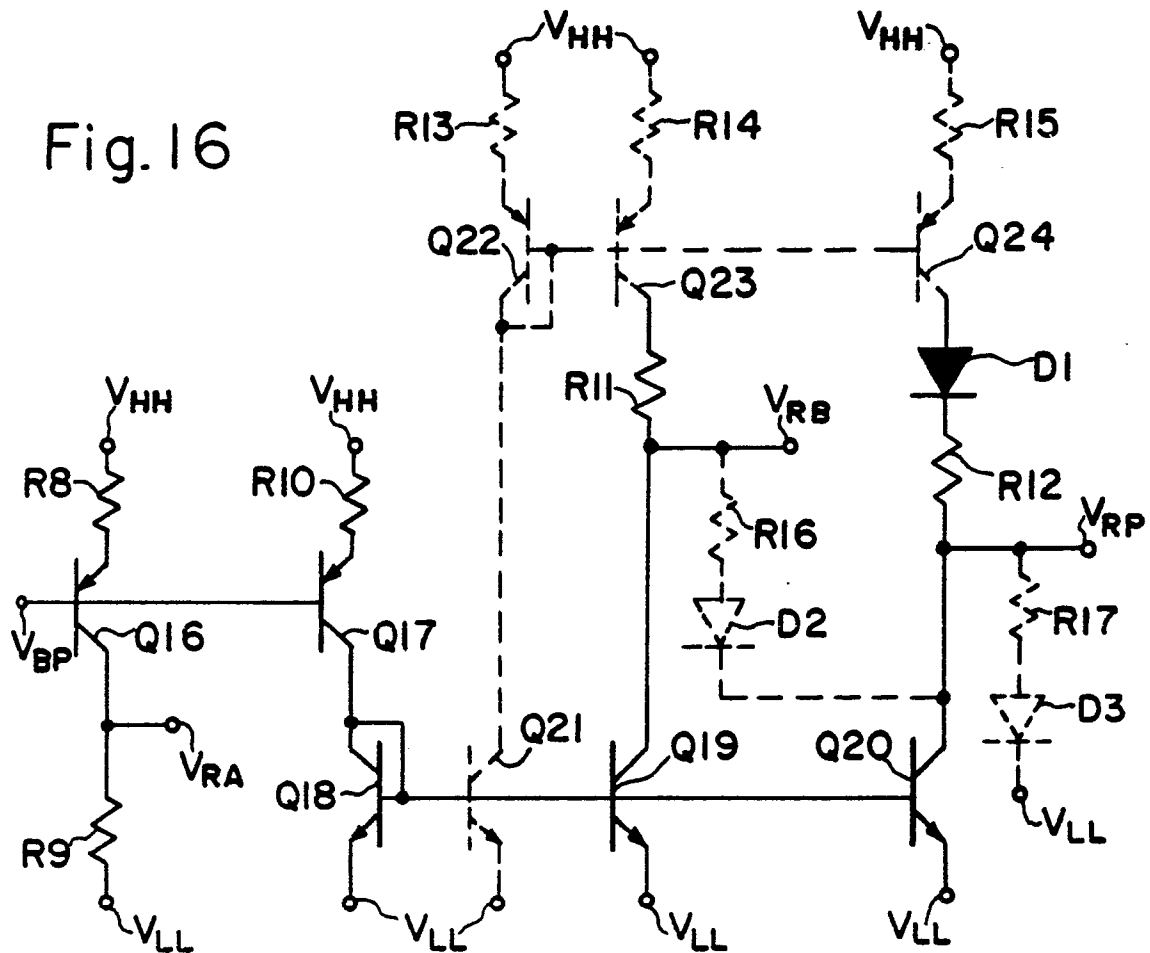 Fig.16
VHH
VHH
R13
R14
R15
Q22
Q23
Q24
D1
R11
VRB
R12
VHH
VHH
R8
R10
R16
VRP
VBP
Q16
Q17
D2
R17
D3
VRA
Q18
Q21
Q19
Q20
R9
VLL
VLL
VLL
VLL
VLL